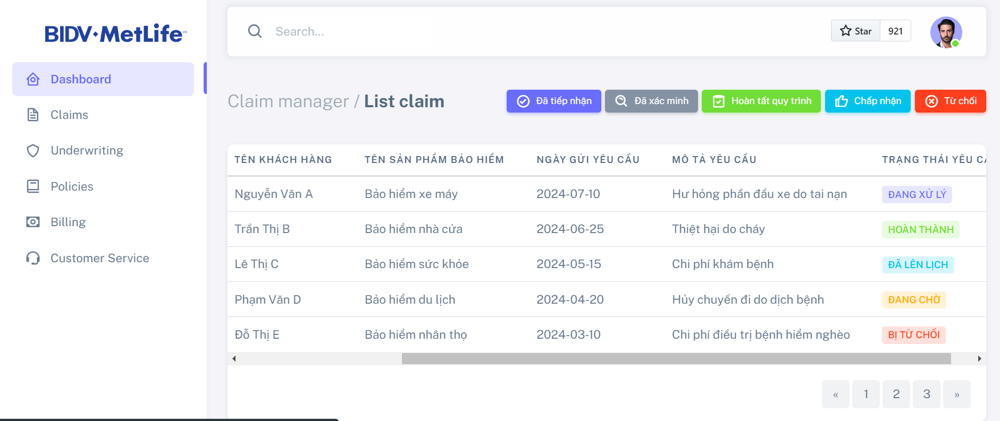 BIDV MetLife SM
Dashboard
Claims
Underwriting
Policies
Billing
Customer Service
Search...
Star 921
Claim manager / List claim
Đã tiếp nhận
Đã xác minh
Hoàn tất quy trình
Chấp nhận
Từ chối
TÊN KHÁCH HÀNG TÊN SẢN PHẨM BẢO HIỂM NGÀY GỬI YÊU CẦU MÔ TẢ YÊU CẦU TRẠNG THÁI YÊU
Nguyễn Văn A Bảo hiểm xe máy 2024-07-10 Hư hỏng phần đầu xe do tai nạn ĐANG XỬ LÝ
Trần Thị B Bảo hiểm nhà cửa 2024-06-25 Thiệt hại do cháy HOÀN THÀNH
Lê Thị C Bảo hiểm sức khỏe 2024-05-15 Chi phí khám bệnh ĐÃ LÊN LỊCH
Phạm Văn D Bảo hiểm du lịch 2024-04-20 Hủy chuyến đi do dịch bệnh ĐANG CHỜ
Đỗ Thị E Bảo hiểm nhân thọ 2024-03-10 Chi phí điều trị bệnh hiểm nghèo BỊ TỪ CHỐI
« 1 2 3 »